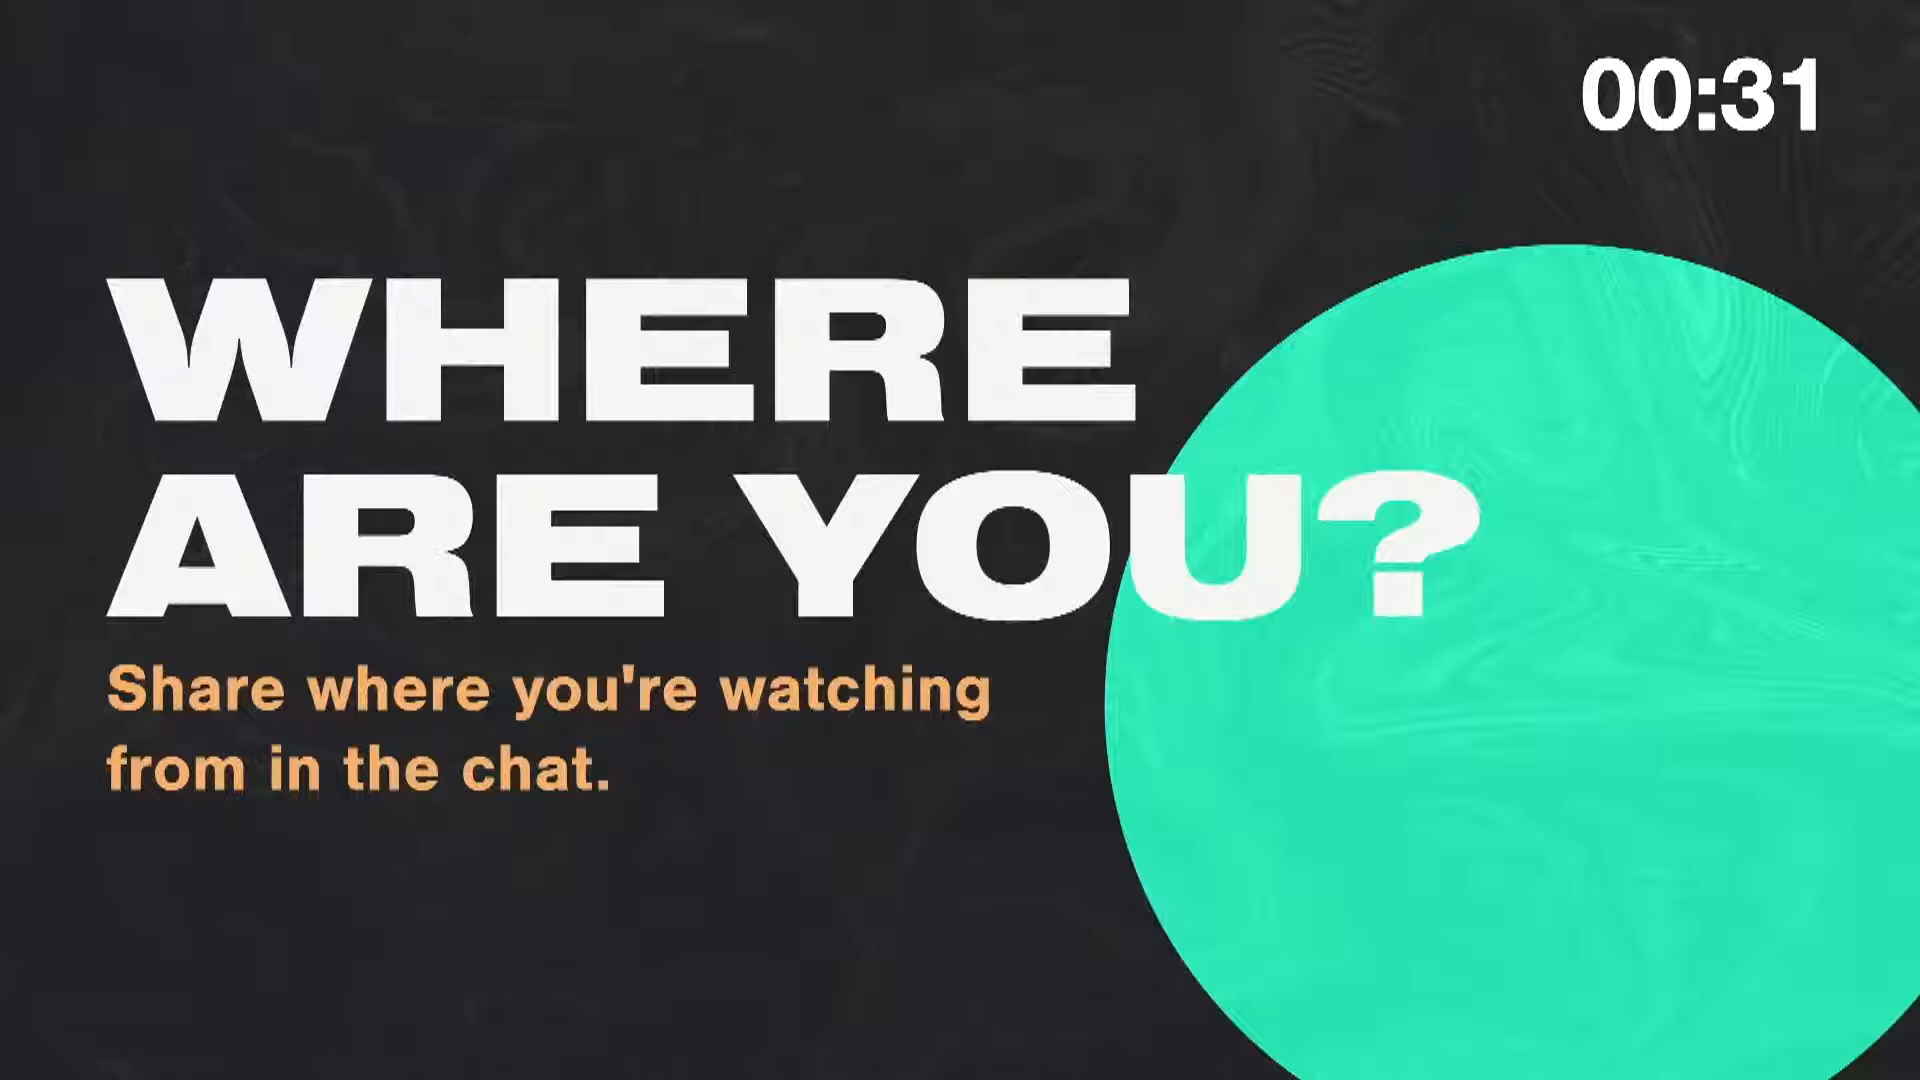 00:31
WHERE
ARE YOU?
Share where you're watching
from in the chat.